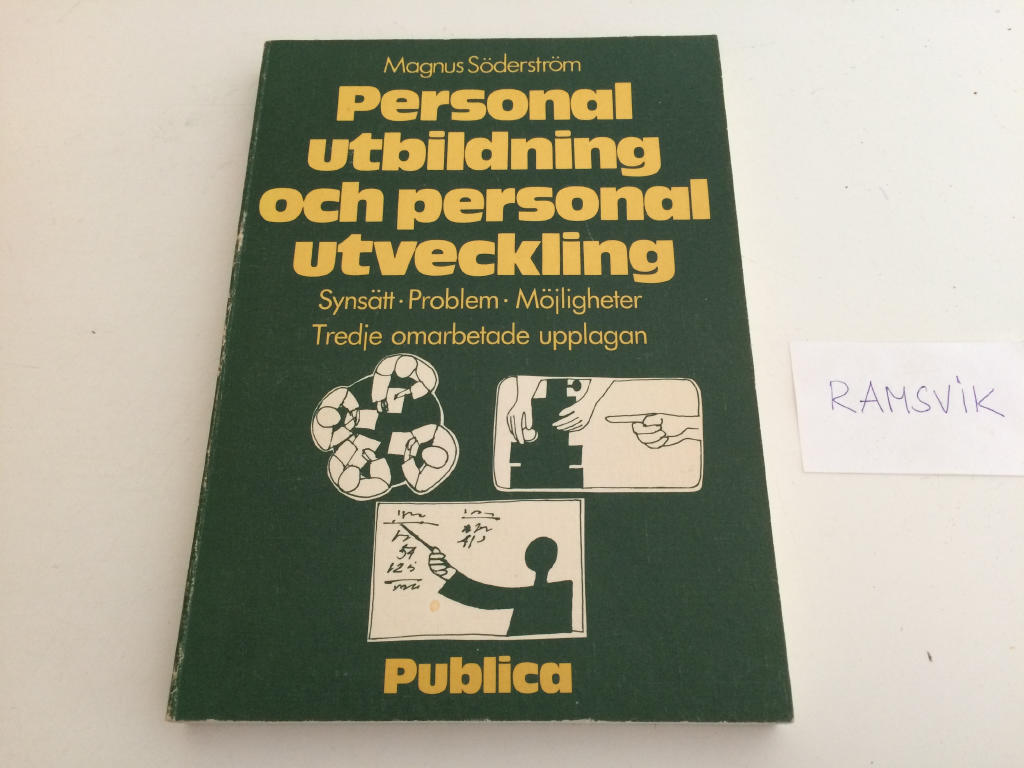 Magnus Söderström
Personal
utbildning
och personal
utveckling
Synsätt · Problem · Möjligheter
Tredje omarbetade upplagan
Publica
RAMSVIK